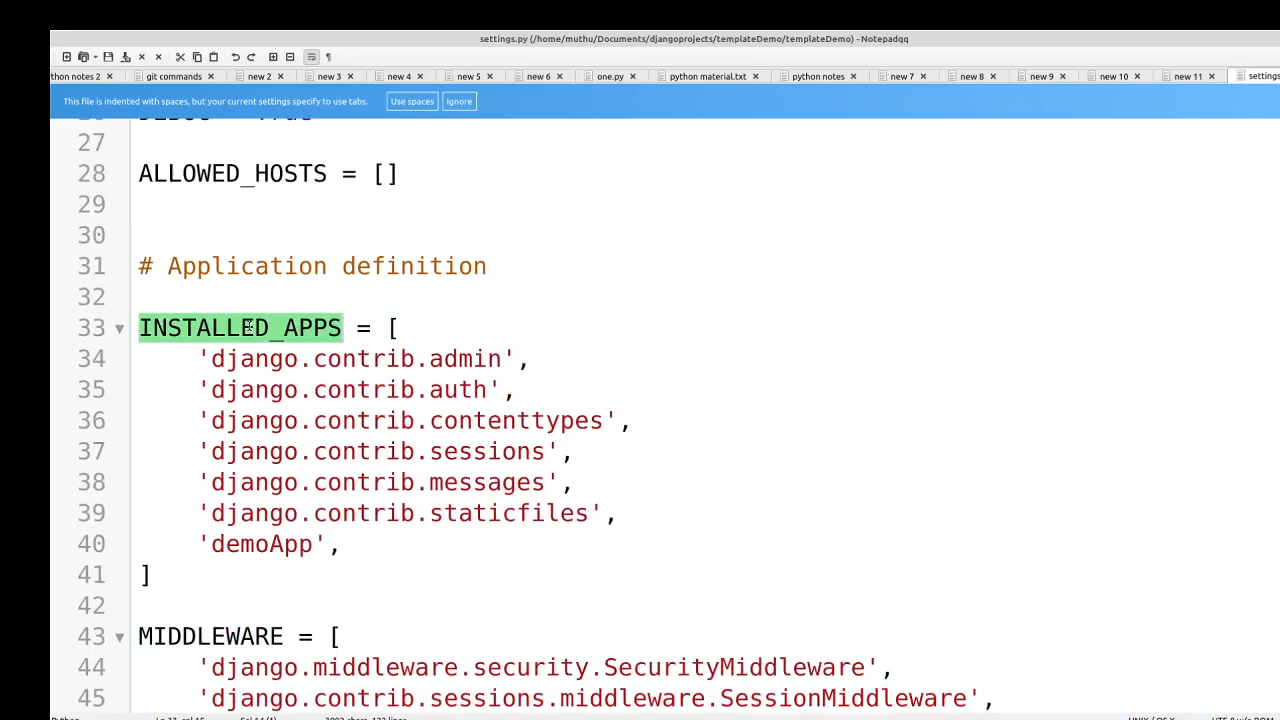 settings.py (/home/muthu/Documents/djangoprojects/templateDemo/templateDemo) - Notepadqq
thon notes 2 git commands new 2 new 3 new 4 new 5 new 6 one.py python material.txt python notes new 7 new 8 new 9 new 10 new 11 settings
This file is indented with spaces, but your current settings specify to use tabs. Use spaces Ignore
27
28 ALLOWED_HOSTS = []
29
30
31 # Application definition
32
33 INSTALLED_APPS = [
34 'django.contrib.admin',
35 'django.contrib.auth',
36 'django.contrib.contenttypes',
37 'django.contrib.sessions',
38 'django.contrib.messages',
39 'django.contrib.staticfiles',
40 'demoApp',
41 ]
42
43 MIDDLEWARE = [
44 'django.middleware.security.SecurityMiddleware',
45 'django.contrib.sessions.middleware.SessionMiddleware',